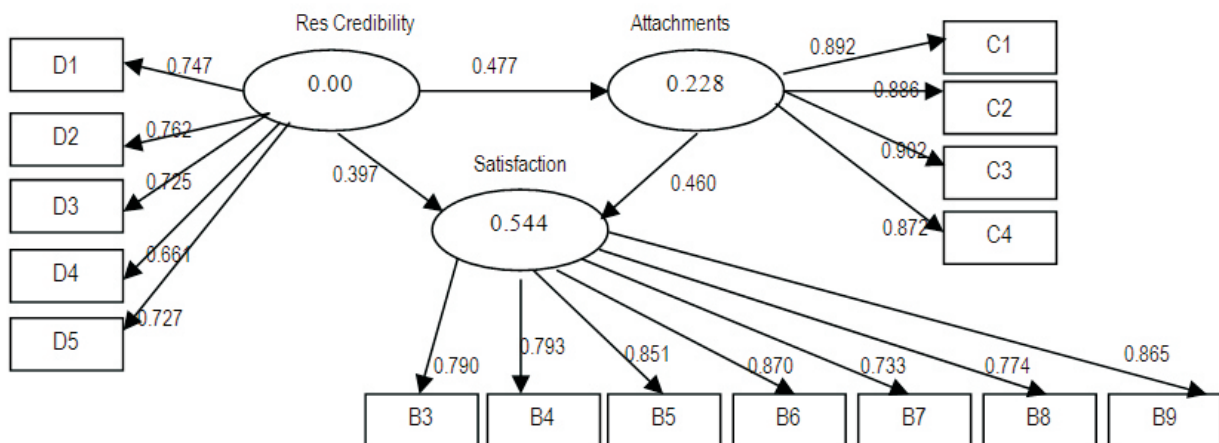 Res Credibility
Attachments
D1
0.747
0.00
0.477
0.228
0.892
C1
D2
0.762
0.886
C2
D3
0.725
0.397
Satisfaction
0.460
0.902
C3
D4
0.661
0.544
0.872
C4
D5
0.727
0.790
0.793
0.851
0.870
0.733
0.774
0.865
B3
B4
B5
B6
B7
B8
B9